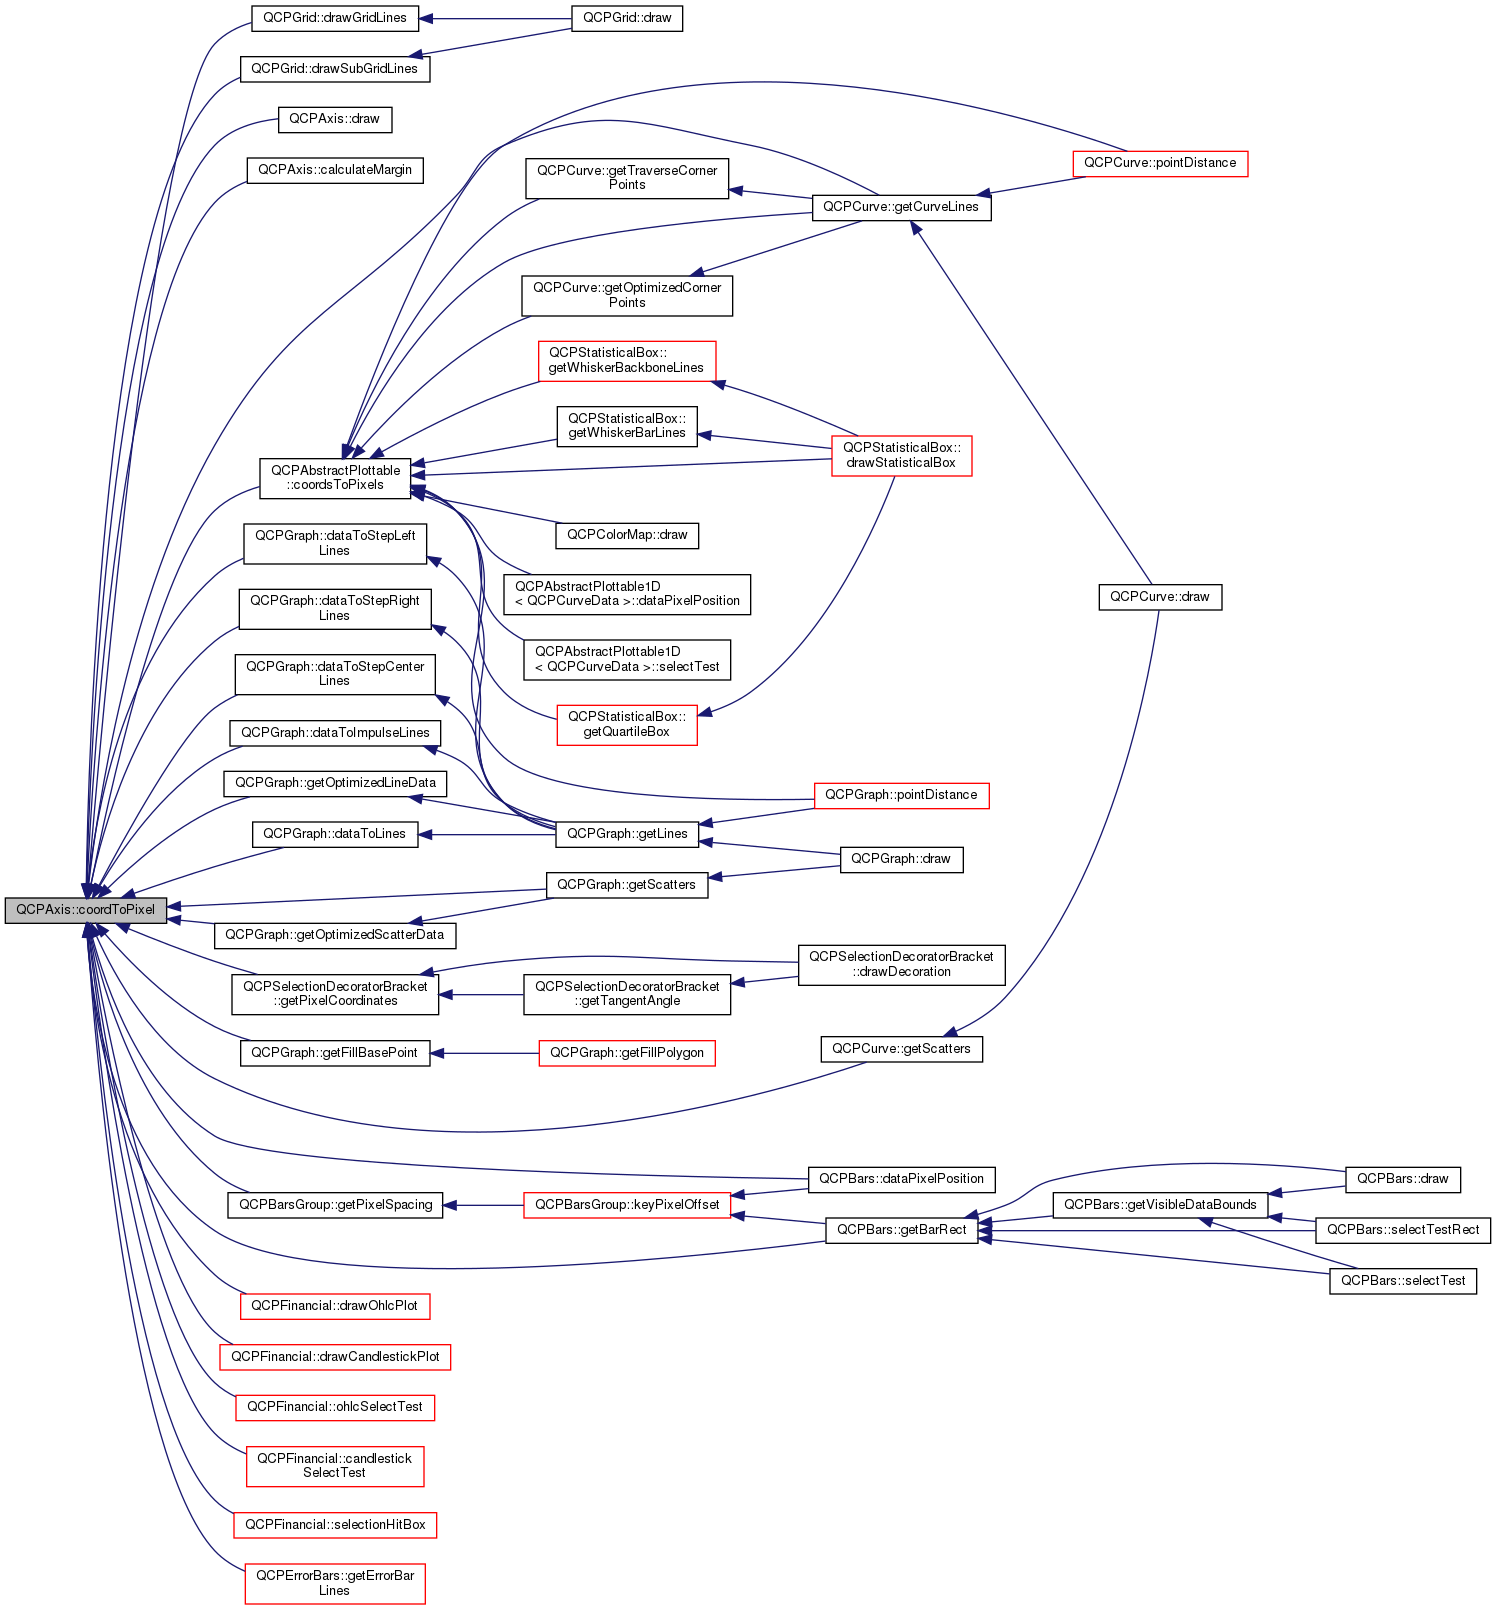 QCPGrid::drawGridLines
QCPGrid::draw
QCPGrid::drawSubGridLines
QCPAxis::draw
QCPAxis::calculateMargin
QCPCurve::pointDistance
QCPCurve::getTraverseCorner
Points
QCPCurve::getCurveLines
QCPCurve::getOptimizedCorner
Points
QCPStatisticalBox::
getWhiskerBackboneLines
QCPStatisticalBox::
getWhiskerBarLines
QCPStatisticalBox::
drawStatisticalBox
QCPAbstractPlottable
::coordsToPixels
QCPColorMap::draw
QCPGraph::dataToStepLeft
Lines
QCPAbstractPlottable1D
< QCPCurveData >::dataPixelPosition
QCPCurve::draw
QCPGraph::dataToStepRight
Lines
QCPAbstractPlottable1D
< QCPCurveData >::selectTest
QCPGraph::dataToStepCenter
Lines
QCPStatisticalBox::
getQuartileBox
QCPGraph::dataToImpulseLines
QCPGraph::getOptimizedLineData
QCPGraph::pointDistance
QCPGraph::dataToLines
QCPGraph::getLines
QCPGraph::draw
QCPGraph::getScatters
QCPAxis::coordToPixel
QCPGraph::getOptimizedScatterData
QCPSelectionDecoratorBracket
::drawDecoration
QCPSelectionDecoratorBracket
::getPixelCoordinates
QCPSelectionDecoratorBracket
::getTangentAngle
QCPGraph::getFillBasePoint
QCPGraph::getFillPolygon
QCPCurve::getScatters
QCPBars::dataPixelPosition
QCPBars::draw
QCPBarsGroup::getPixelSpacing
QCPBarsGroup::keyPixelOffset
QCPBars::getVisibleDataBounds
QCPBars::getBarRect
QCPBars::selectTestRect
QCPBars::selectTest
QCPFinancial::drawOhlcPlot
QCPFinancial::drawCandlestickPlot
QCPFinancial::ohlcSelectTest
QCPFinancial::candlestick
SelectTest
QCPFinancial::selectionHitBox
QCPErrorBars::getErrorBar
Lines